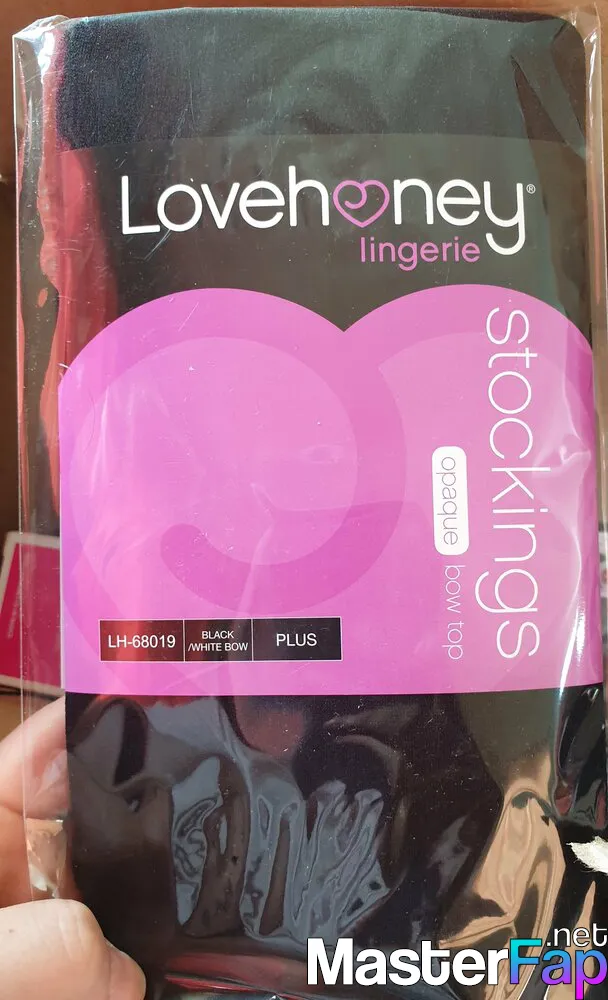 Lovehoney®
lingerie
stockings
opaque bow top
LH-68019
BLACK
/WHITE BOW
PLUS
.net
MasterFap